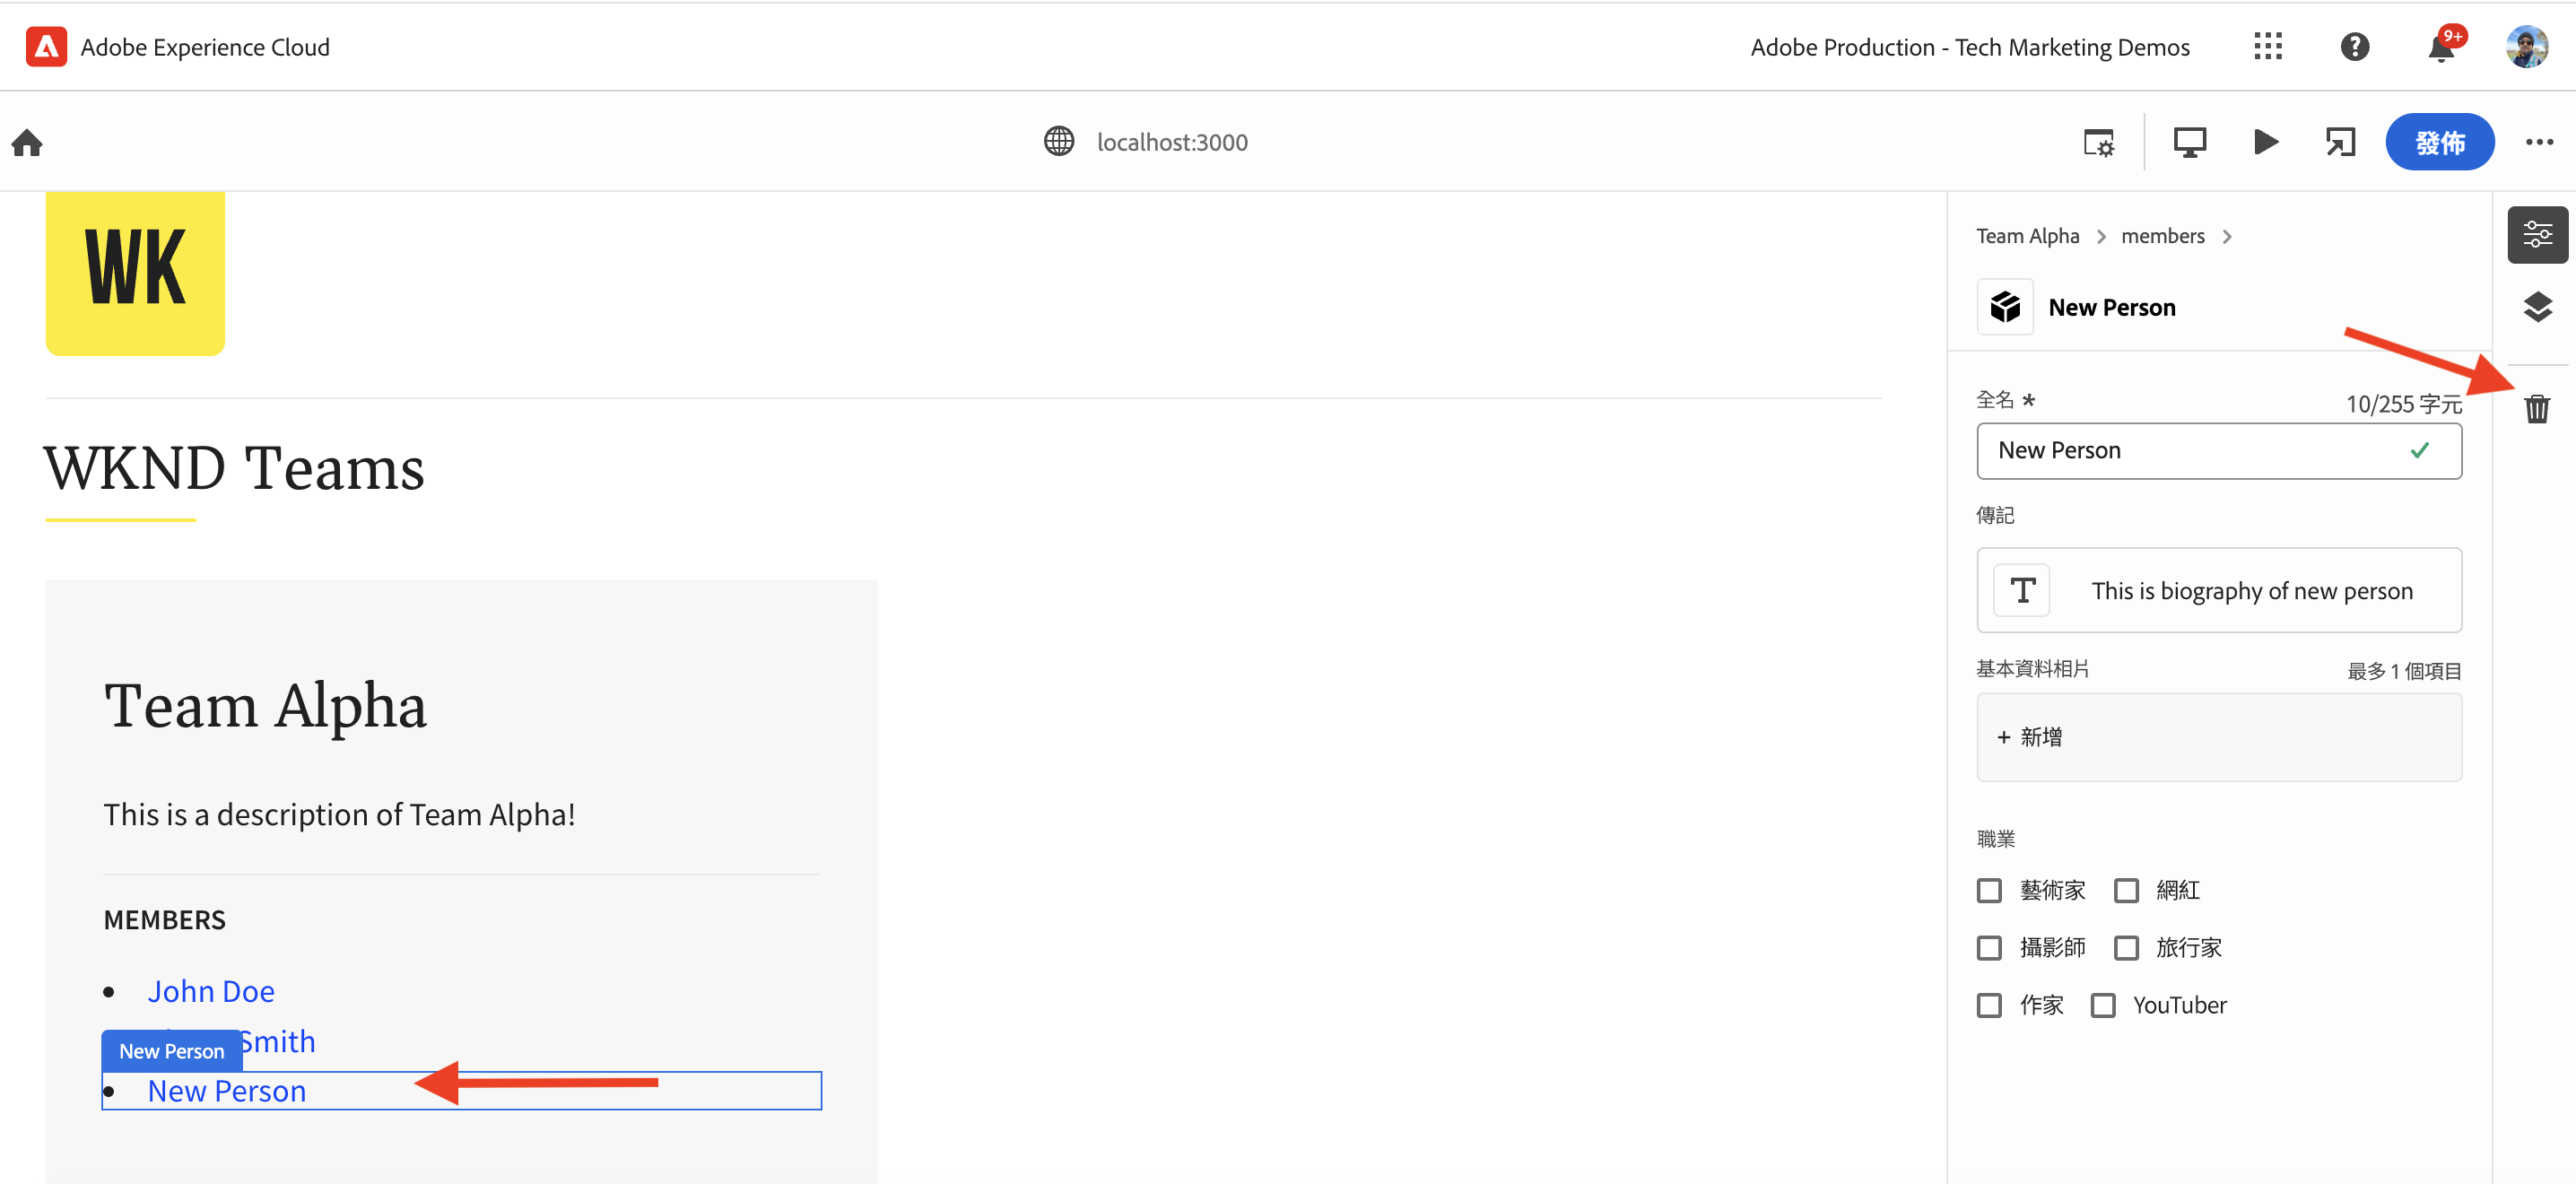 Adobe Experience Cloud
Adobe Production - Tech Marketing Demos
9+
localhost:3000
發佈
WK
WKND Teams
Team Alpha
This is a description of Team Alpha!
MEMBERS
John Doe
Smith
New Person
New Person
Team Alpha
members
New Person
全名 *
10/255 字元
New Person
傳記
T
This is biography of new person
基本資料相片
最多 1 個項目
+ 新增
職業
藝術家
網紅
攝影師
旅行家
作家
YouTuber